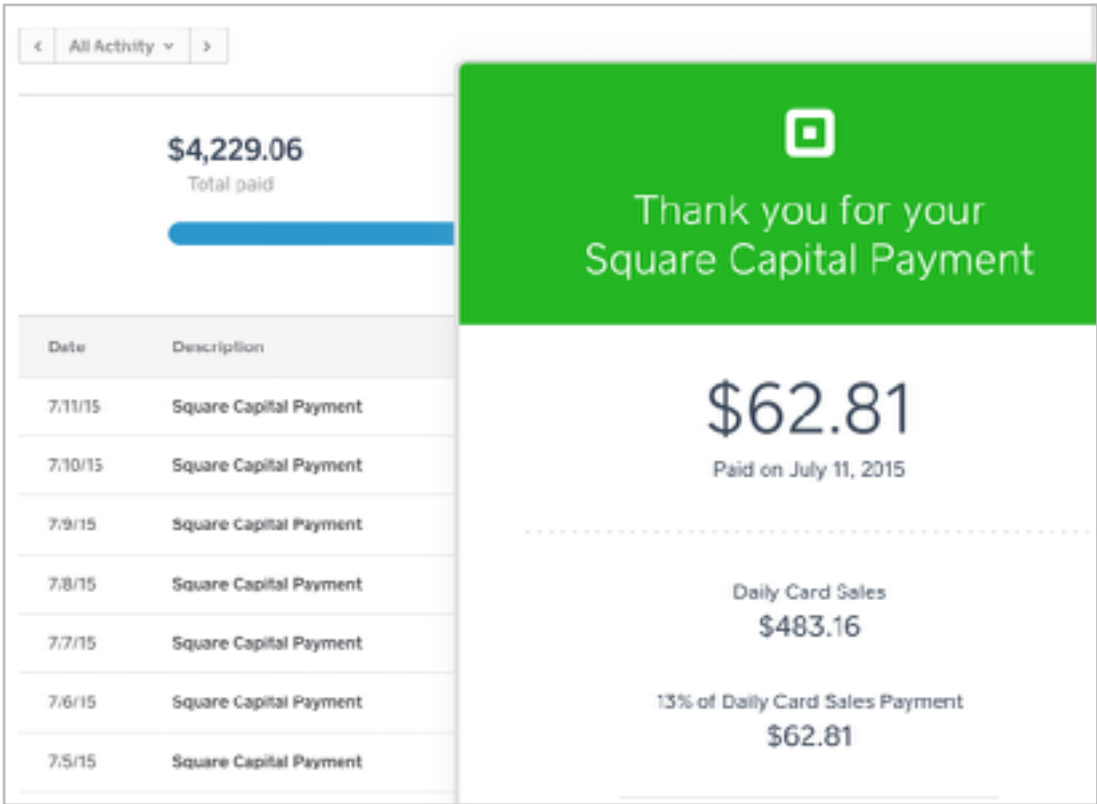 All Activity
$4,229.06
Total paid
Date Description
7/11/15 Square Capital Payment
7/10/15 Square Capital Payment
7/9/15 Square Capital Payment
7/8/15 Square Capital Payment
7/7/15 Square Capital Payment
7/6/15 Square Capital Payment
7/5/15 Square Capital Payment
Thank you for your
Square Capital Payment
$62.81
Paid on July 11, 2015
Daily Card Sales
$483.16
13% of Daily Card Sales Payment
$62.81